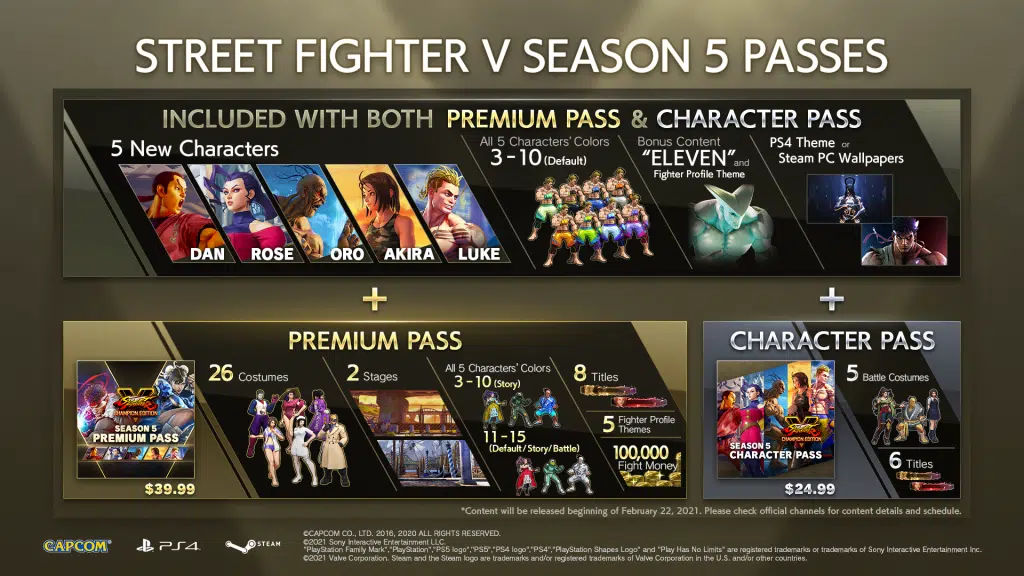 STREET FIGHTER V SEASON 5 PASSES
INCLUDED WITH BOTH PREMIUM PASS & CHARACTER PASS
5 New Characters
DAN
ROSE
ORO
AKIRA
LUKE
All 5 Characters' Colors
3-10 (Default)
Bonus Content
"ELEVEN" and
Fighter Profile Theme
PS4 Theme or
Steam PC Wallpapers
+
+
PREMIUM PASS
CHAMPION EDITION
SEASON 5
PREMIUM PASS
$39.99
26 Costumes
2 Stages
All 5 Characters' Colors
3-10 (Story)
11-15
(Default/Story/Battle)
8 Titles
5 Fighter Profile
Themes
100,000
Fight Money
CHARACTER PASS
CHAMPION EDITION
SEASON 5
CHARACTER PASS
$24.99
5 Battle Costumes
6 Titles
*Content will be released beginning of February 22, 2021. Please check official channels for content details and schedule.
CAPCOM®
PS4™
STEAM
©CAPCOM CO., LTD. 2016, 2020 ALL RIGHTS RESERVED.
©2021 Sony Interactive Entertainment LLC.
"PlayStation Family Mark","PlayStation","PS5 logo","PS5","PS4 logo","PS4","PlayStation Shapes Logo" and "Play Has No Limits" are registered trademarks or trademarks of Sony Interactive Entertainment Inc.
©2021 Valve Corporation. Steam and the Steam logo are trademarks and/or registered trademarks of Valve Corporation in the U.S. and/or other countries.